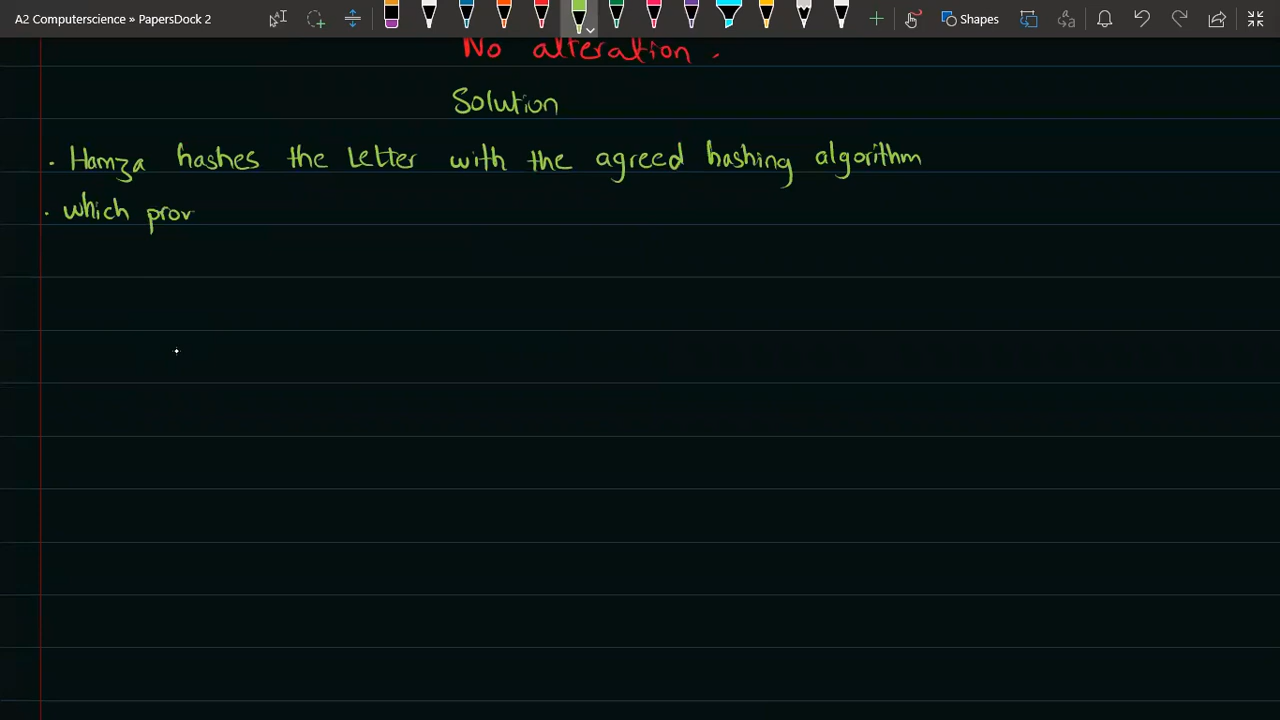 A2 Computerscience » PapersDock 2
Shapes
No alteration.
Solution
· Hamza hashes the Letter with the agreed hashing algorithm
· which prov